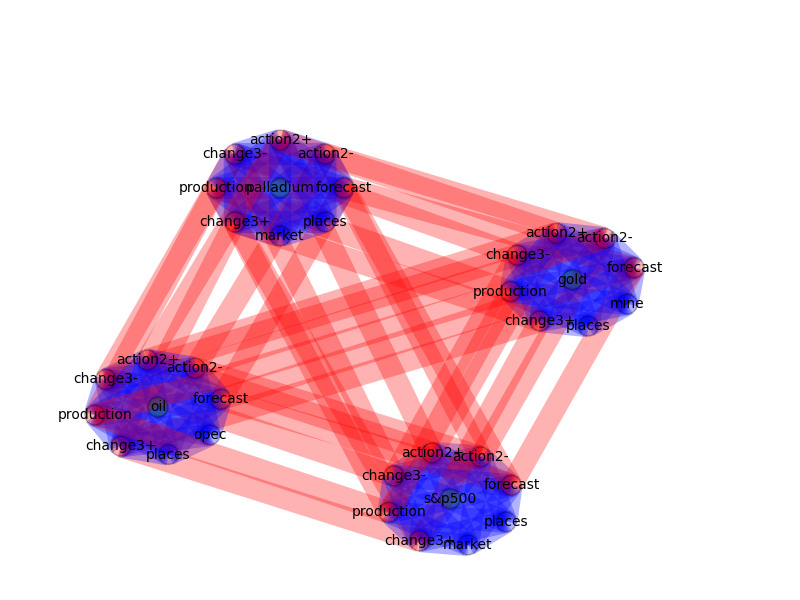 action2+
change3-
action2-
production
palladium
forecast
change3+
places
market
action2+
action2-
change3-
forecast
gold
production
mine
change3+
places
action2+
action2-
change3-
forecast
oil
production
opec
change3+
places
action2+
action2-
change3-
forecast
s&p500
production
places
change3+
market